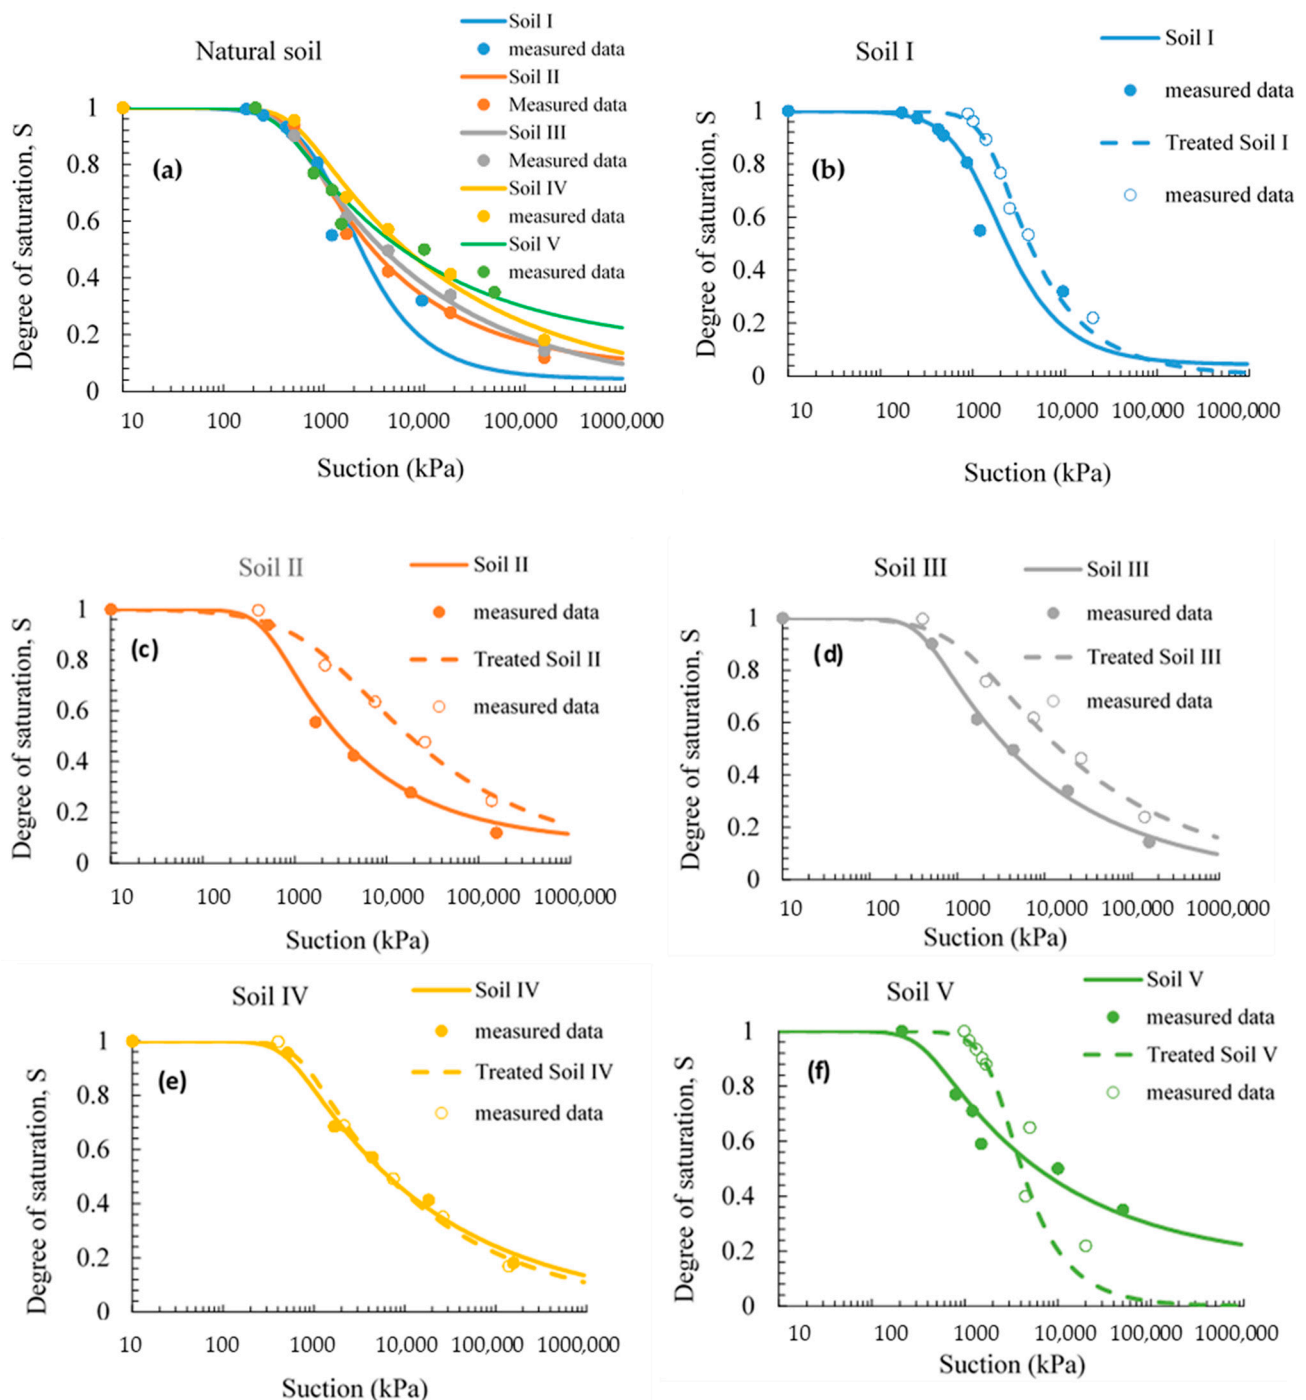 Natural soil
Soil I
measured data
Soil II
Measured data
Soil III
Measured data
Soil IV
measured data
Soil V
measured data
(a)
Degree of saturation, S
1
0.8
0.6
0.4
0.2
0
10 100 1000 10,000 100,000 1000,000
Suction (kPa)
Soil I
Soil I
measured data
Treated Soil I
measured data
(b)
Degree of saturation, S
1
0.8
0.6
0.4
0.2
0
10 100 1000 10,000 100,000 1000,000
Suction (kPa)
Soil II
Soil II
measured data
Treated Soil II
measured data
(c)
Degree of saturation, S
1
0.8
0.6
0.4
0.2
0
10 100 1000 10,000 100,000 1000,000
Suction (kPa)
Soil III
Soil III
measured data
Treated Soil III
measured data
(d)
Degree of saturation, S
1
0.8
0.6
0.4
0.2
0
10 100 1000 10,000 100,000 1000,000
Suction (kPa)
Soil IV
Soil IV
measured data
Treated Soil IV
measured data
(e)
Degree of saturation, S
1
0.8
0.6
0.4
0.2
0
10 100 1000 10,000 100,000 1000,000
Suction (kPa)
Soil V
Soil V
measured data
Treated Soil V
measured data
(f)
Degree of saturation, S
1
0.8
0.6
0.4
0.2
0
10 100 1000 10,000 100,000 1000,000
Suction (kPa)